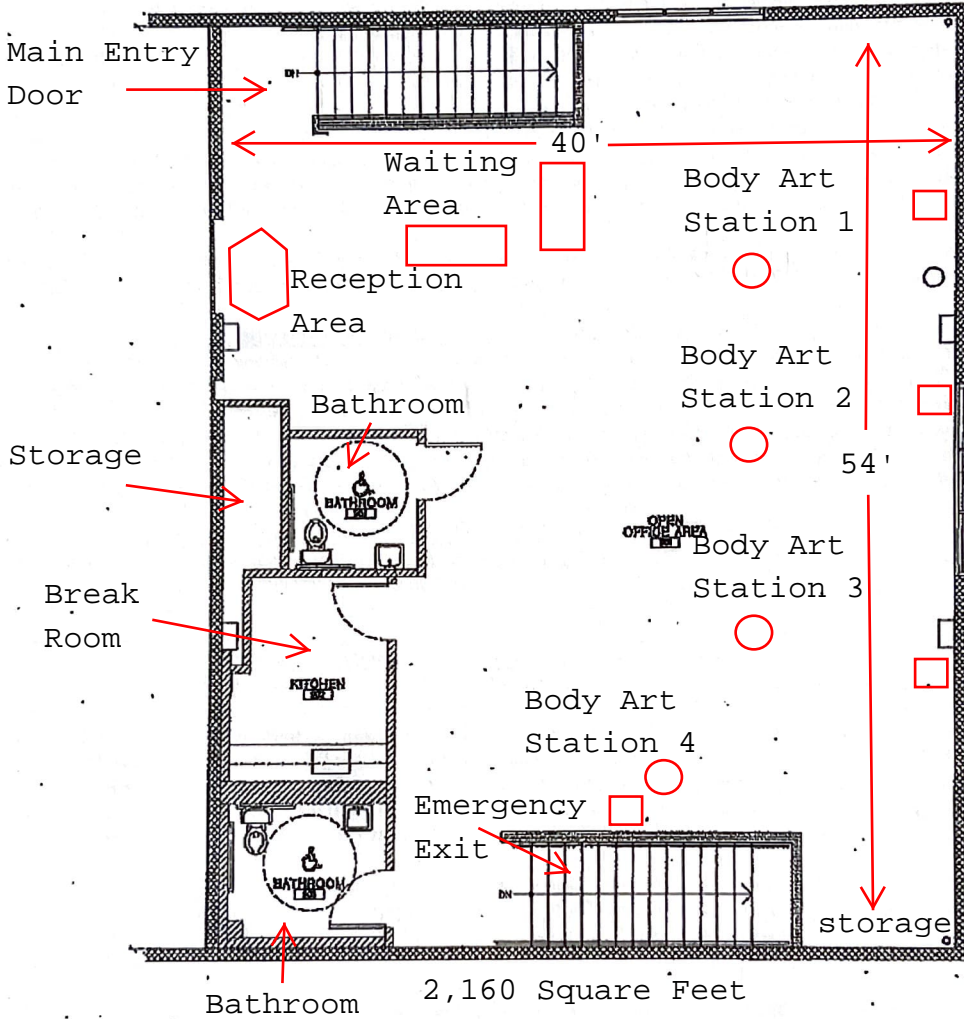 Main Entry
Door
DN
40'
Waiting
Area
Body Art
Station 1
Reception
Area
Body Art
Station 2
Bathroom
Storage
54'
BATHROOM
OPEN
OFFICE AREA
Body Art
Station 3
Break
Room
KITCHEN
Body Art
Station 4
Emergency
Exit
BATHROOM
DN
storage
2,160 Square Feet
Bathroom